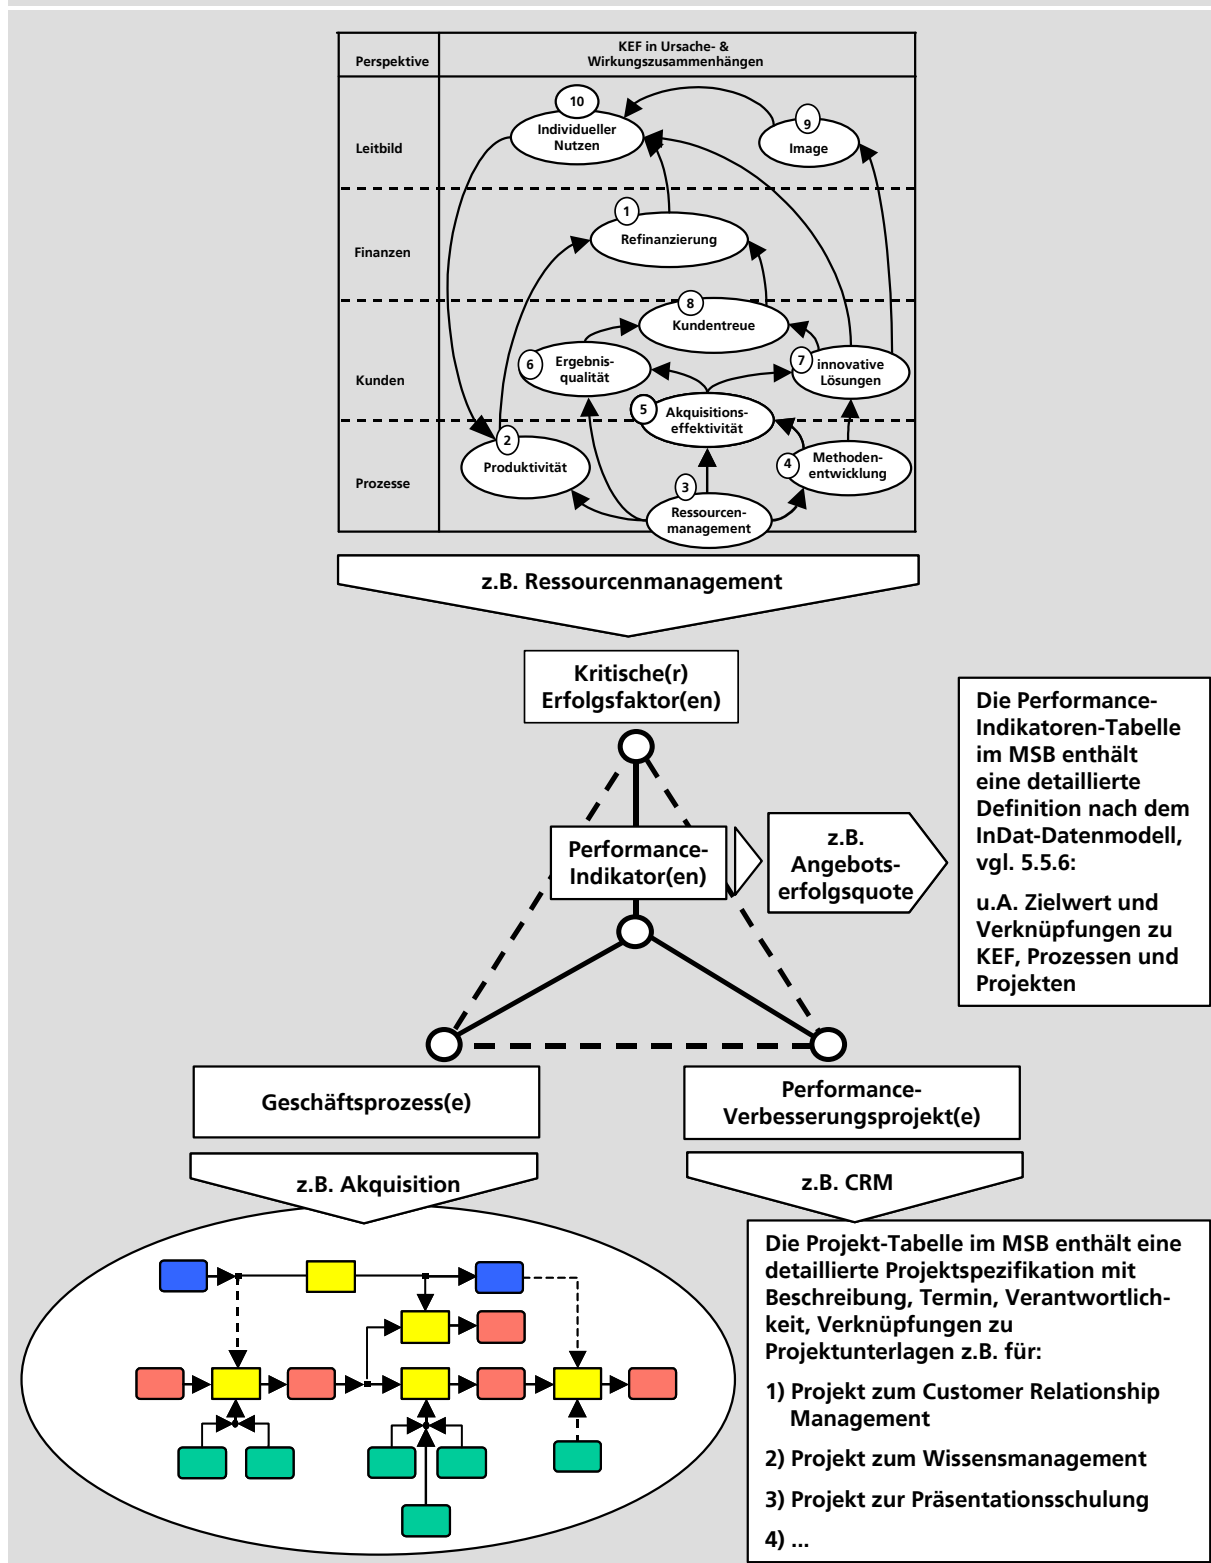 Perspektive
KEF in Ursache- &
Wirkungszusammenhängen
Leitbild
10
Individueller
Nutzen
9
Image
Finanzen
1
Refinanzierung
Kunden
8
Kundentreue
6
Ergebnis-
qualität
7
innovative
Lösungen
5
Akquisitions-
effektivität
Prozesse
2
Produktivität
4
Methoden-
entwicklung
3
Ressourcen-
management
z.B. Ressourcenmanagement
Kritische(r)
Erfolgsfaktor(en)
Performance-
Indikator(en)
z.B.
Angebots-
erfolgsquote
Die Performance-
Indikatoren-Tabelle
im MSB enthält
eine detaillierte
Definition nach dem
InDat-Datenmodell,
vgl. 5.5.6:
u.A. Zielwert und
Verknüpfungen zu
KEF, Prozessen und
Projekten
Geschäftsprozess(e)
Performance-
Verbesserungsprojekt(e)
z.B. Akquisition
z.B. CRM
Die Projekt-Tabelle im MSB enthält eine
detaillierte Projektspezifikation mit
Beschreibung, Termin, Verantwortlich-
keit, Verknüpfungen zu
Projektunterlagen z.B. für:
1) Projekt zum Customer Relationship
Management
2) Projekt zum Wissensmanagement
3) Projekt zur Präsentationsschulung
4) ...